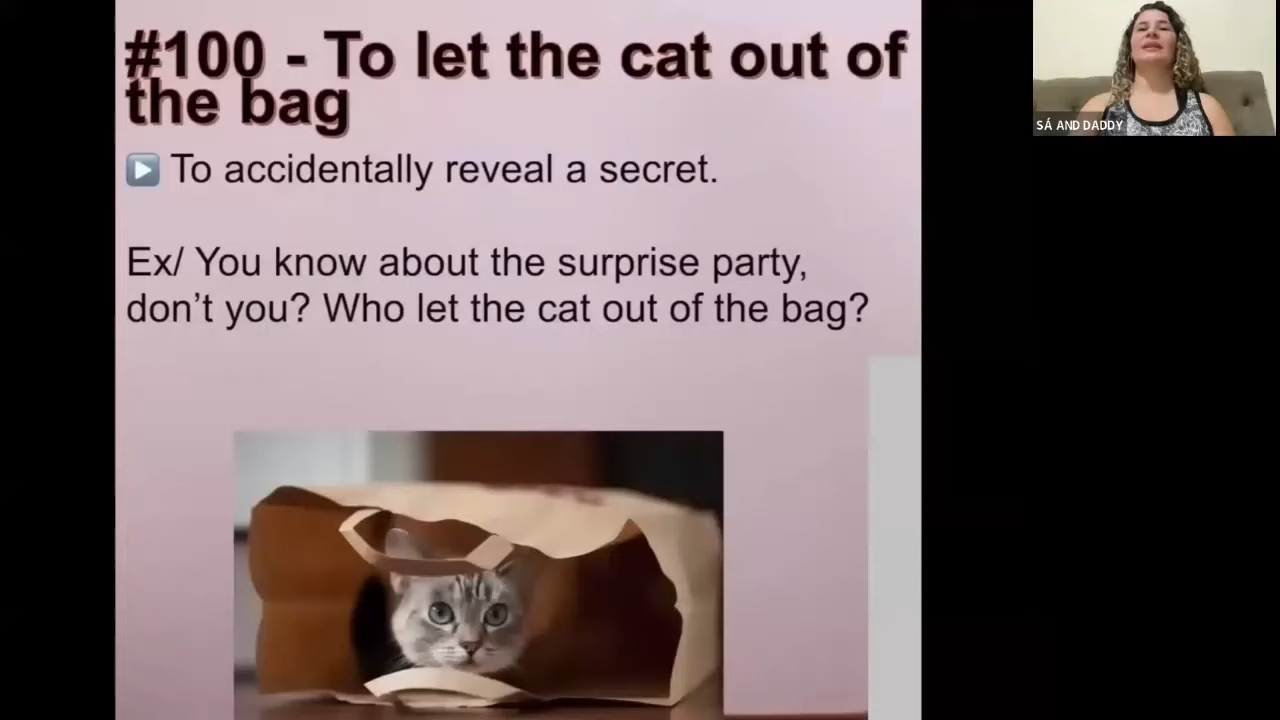 #100 - To let the cat out of
the bag
To accidentally reveal a secret.
Ex/ You know about the surprise party,
don't you? Who let the cat out of the bag?
SÁ AND DADDY